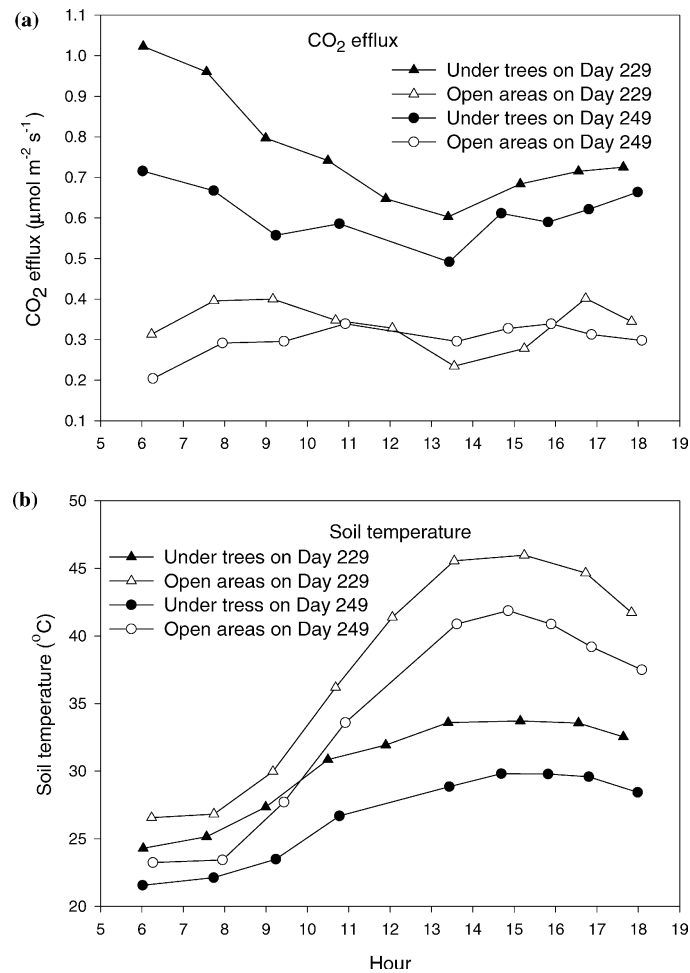 (a)
CO2 efflux
Under trees on Day 229
Open areas on Day 229
Under trees on Day 249
Open areas on Day 249
CO2 efflux (μmol m-2 s-1)
1.1
1.0
0.9
0.8
0.7
0.6
0.5
0.4
0.3
0.2
0.1
5 6 7 8 9 10 11 12 13 14 15 16 17 18 19
(b)
Soil temperature
Under trees on Day 229
Open areas on Day 229
Under tress on Day 249
Open areas on Day 249
Soil temperature (oC)
50
45
40
35
30
25
20
5 6 7 8 9 10 11 12 13 14 15 16 17 18 19
Hour